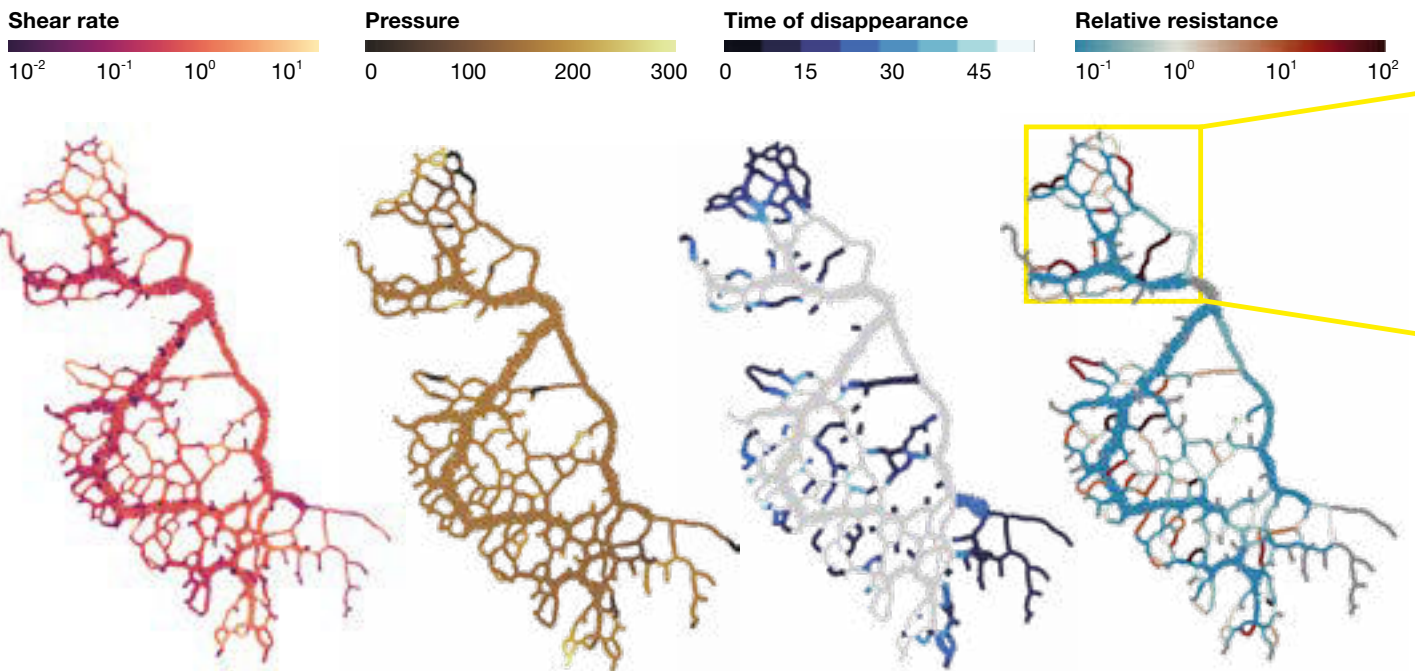 Shear rate
10⁻² 10⁻¹ 10⁰ 10¹
Pressure
0 100 200 300
Time of disappearance
0 15 30 45
Relative resistance
10⁻¹ 10⁰ 10¹ 10²